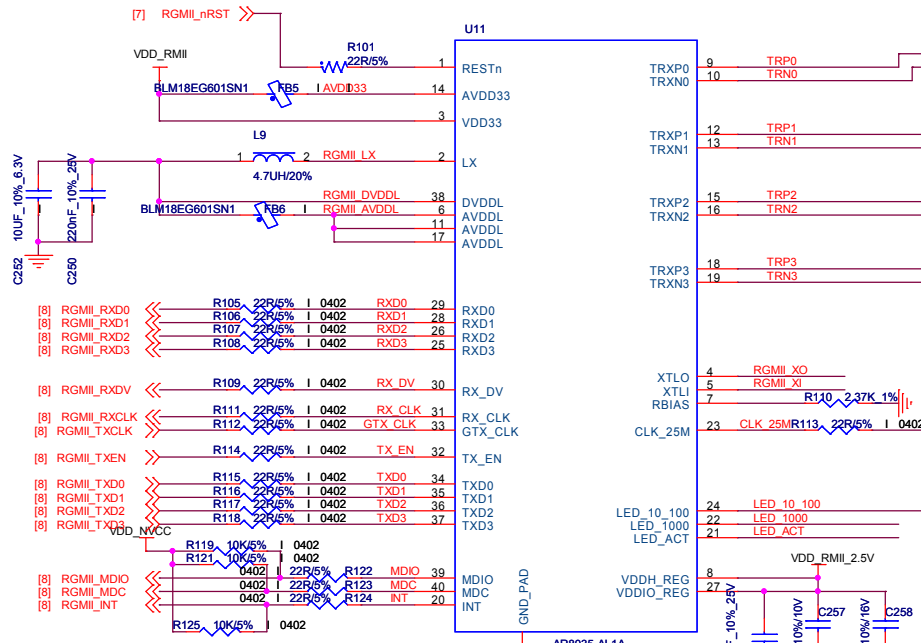 [7] RGMII_nRST
U11
VDD_RMII
R101
22R/5%
1 RESTn
BLM18EG601SN1 FB5 AVDD33 14 AVDD33
3 VDD33
L9
1 2 RGMII_LX 2 LX
4.7UH/20%
10UF_10%_6.3V
220nF_10%_25V
C252
C250
RGMII_DVDDL 38 DVDDL
BLM18EG601SN1 FB6 RGMII_AVDDL 6 AVDDL
11 AVDDL
17 AVDDL
[8] RGMII_RXD0 R105 22R/5% I 0402 RXD0 29 RXD0
[8] RGMII_RXD1 R106 22R/5% I 0402 RXD1 28 RXD1
[8] RGMII_RXD2 R107 22R/5% I 0402 RXD2 26 RXD2
[8] RGMII_RXD3 R108 22R/5% I 0402 RXD3 25 RXD3
[8] RGMII_RXDV R109 22R/5% I 0402 RX_DV 30 RX_DV
[8] RGMII_RXCLK R111 22R/5% I 0402 RX_CLK 31 RX_CLK
[8] RGMII_TXCLK R112 22R/5% I 0402 GTX_CLK 33 GTX_CLK
[8] RGMII_TXEN R114 22R/5% I 0402 TX_EN 32 TX_EN
[8] RGMII_TXD0 R115 22R/5% I 0402 TXD0 34 TXD0
[8] RGMII_TXD1 R116 22R/5% I 0402 TXD1 35 TXD1
[8] RGMII_TXD2 R117 22R/5% I 0402 TXD2 36 TXD2
[8] RGMII_TXD3 R118 22R/5% I 0402 TXD3 37 TXD3
VDD_NVCC
R119 10K/5% I 0402
R121 10K/5% I 0402
[8] RGMII_MDIO 0402 I 22R/5% R122 MDIO 39 MDIO
[8] RGMII_MDC 0402 I 22R/5% R123 MDC 40 MDC
[8] RGMII_INT 0402 I 22R/5% R124 INT 20 INT
R125 10K/5% I 0402
TRXP0 9 TRP0
TRXN0 10 TRN0
TRXP1 12 TRP1
TRXN1 13 TRN1
TRXP2 15 TRP2
TRXN2 16 TRN2
TRXP3 18 TRP3
TRXN3 19 TRN3
XTLO 4 RGMII_XO
XTLI 5 RGMII_XI
RBIAS 7 R110 2.37K_1%
CLK_25M 23 CLK_25M R113 22R/5% I 0402
LED_10_100 24 LED_10_100
LED_1000 22 LED_1000
LED_ACT 21 LED_ACT
VDD_RMII_2.5V
VDDH_REG 8
VDDIO_REG 27
GND_PAD
10%_25V
10%/10V
C257
10%/16V
C258
AR8035-AL1A